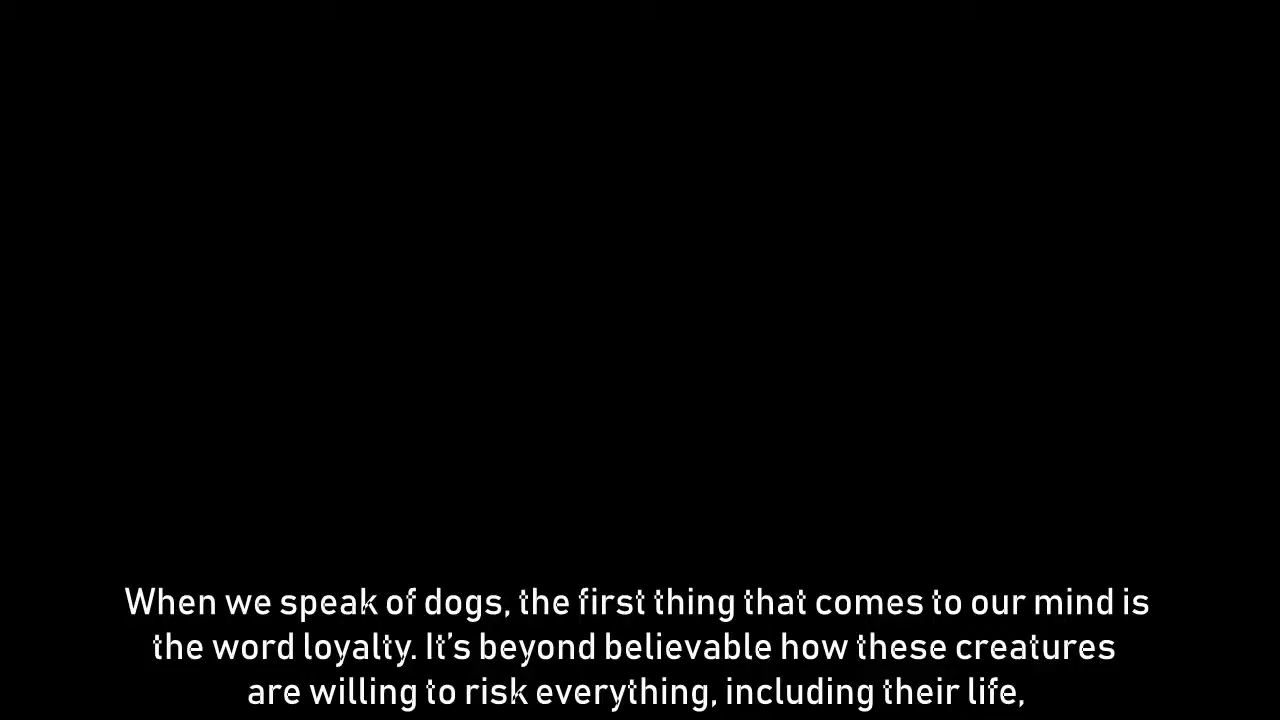 When we speak of dogs, the first thing that comes to our mind is
the word loyalty. It’s beyond believable how these creatures
are willing to risk everything, including their life,